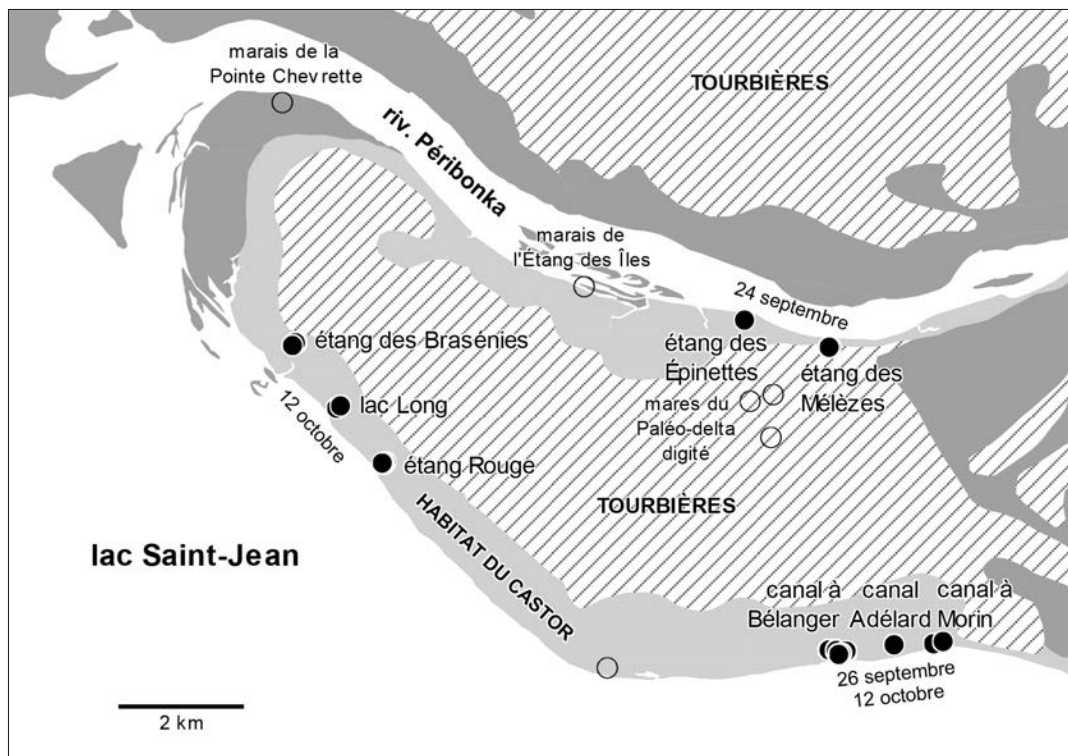 marais de la
Pointe Chevrette
TOURBIÈRES
riv. Péribonka
marais de
l'Étang des Îles
24 septembre
étang des Brasénies
étang des
Épinettes
étang des
Mélèzes
lac Long
12 octobre
mares du
Paléo-delta
digité
étang Rouge
TOURBIÈRES
HABITAT DU CASTOR
lac Saint-Jean
canal à
Bélanger
canal
Adélard
canal à
Morin
26 septembre
12 octobre
2 km